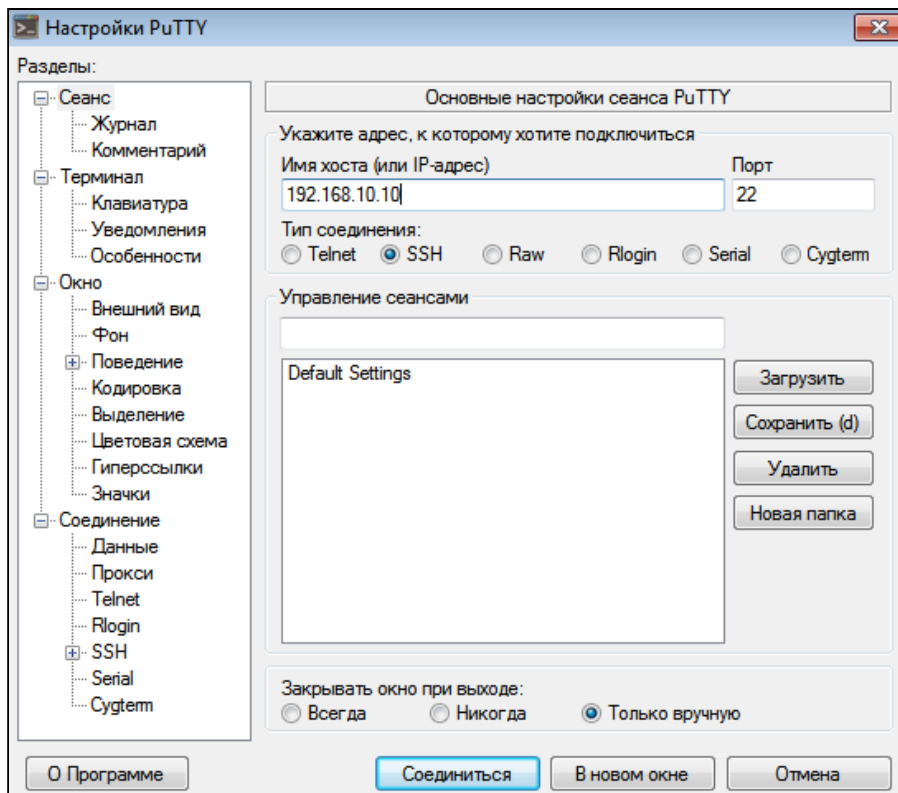 Настройки PuTTY
Разделы:
Сеанс
Журнал
Комментарий
Терминал
Клавиатура
Уведомления
Особенности
Окно
Внешний вид
Фон
Поведение
Кодировка
Выделение
Цветовая схема
Гиперссылки
Значки
Соединение
Данные
Прокси
Telnet
Rlogin
SSH
Serial
Cygterm
Основные настройки сеанса PuTTY
Укажите адрес, к которому хотите подключиться
Имя хоста (или IP-адрес) Порт
192.168.10.10 22
Тип соединения:
Telnet SSH Raw Rlogin Serial Cygterm
Управление сеансами
Default Settings
Загрузить
Сохранить (d)
Удалить
Новая папка
Закрывать окно при выходе:
Всегда Никогда Только вручную
О Программе Соединиться В новом окне Отмена